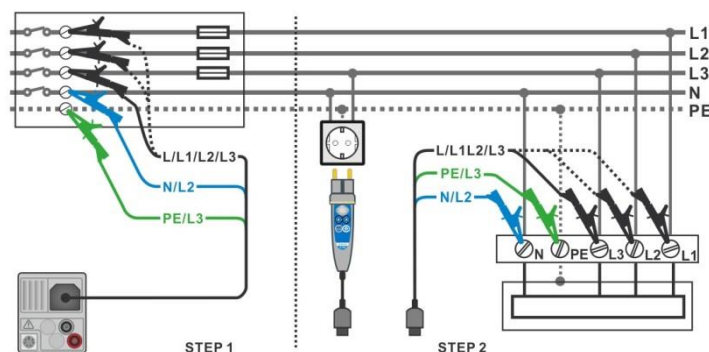 L1
L2
L3
N
PE
L/L1/L2/L3
N/L2
PE/L3
STEP 1
L/L1L2/L3
PE/L3
N/L2
N PE L3 L2 L1
STEP 2